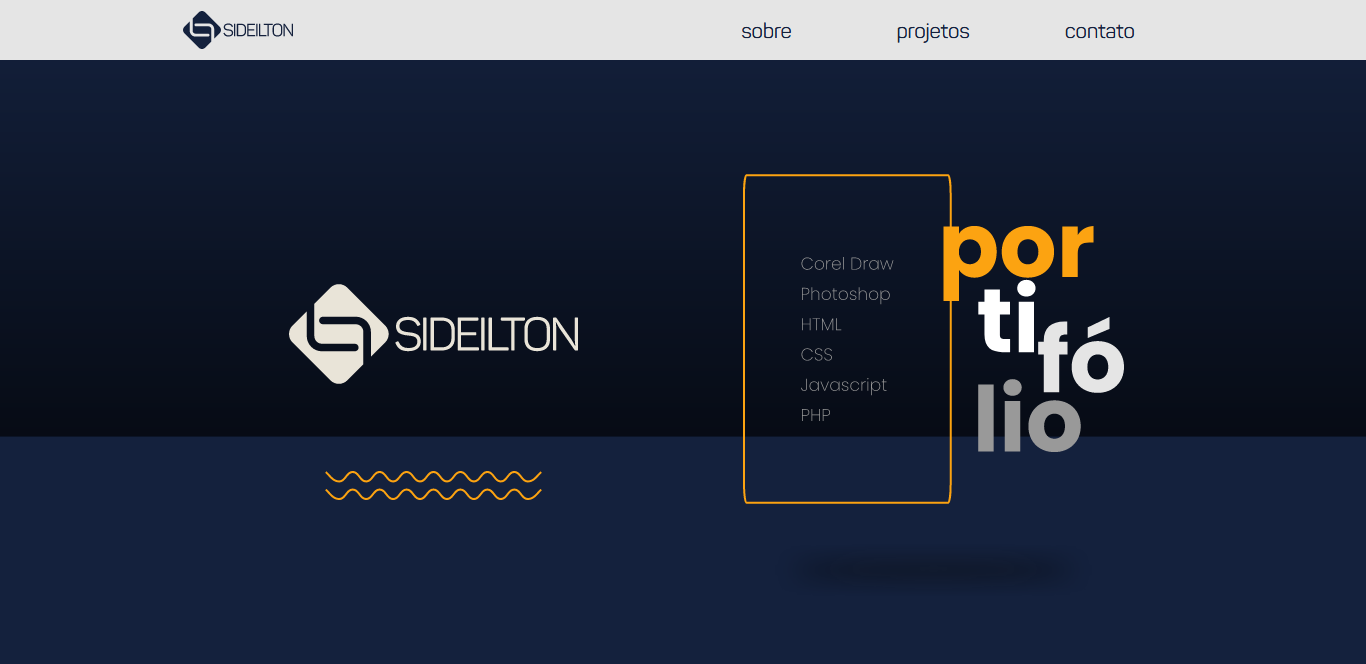 SIDEILTON
sobre
projetos
contato
SIDEILTON
Corel Draw
Photoshop
HTML
CSS
Javascript
PHP
por
ti
fó
lio